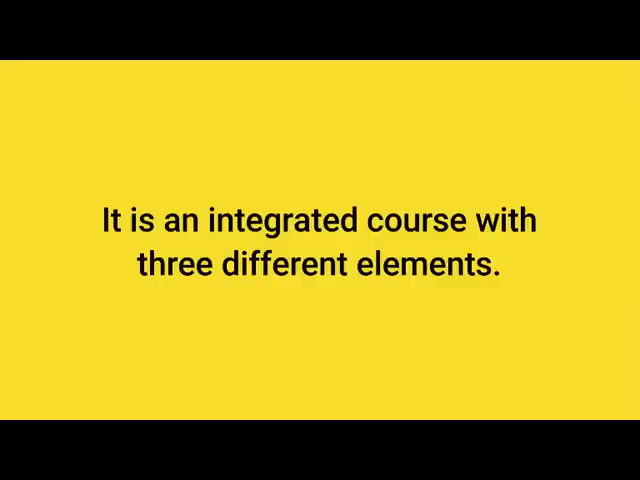 It is an integrated course with
three different elements.